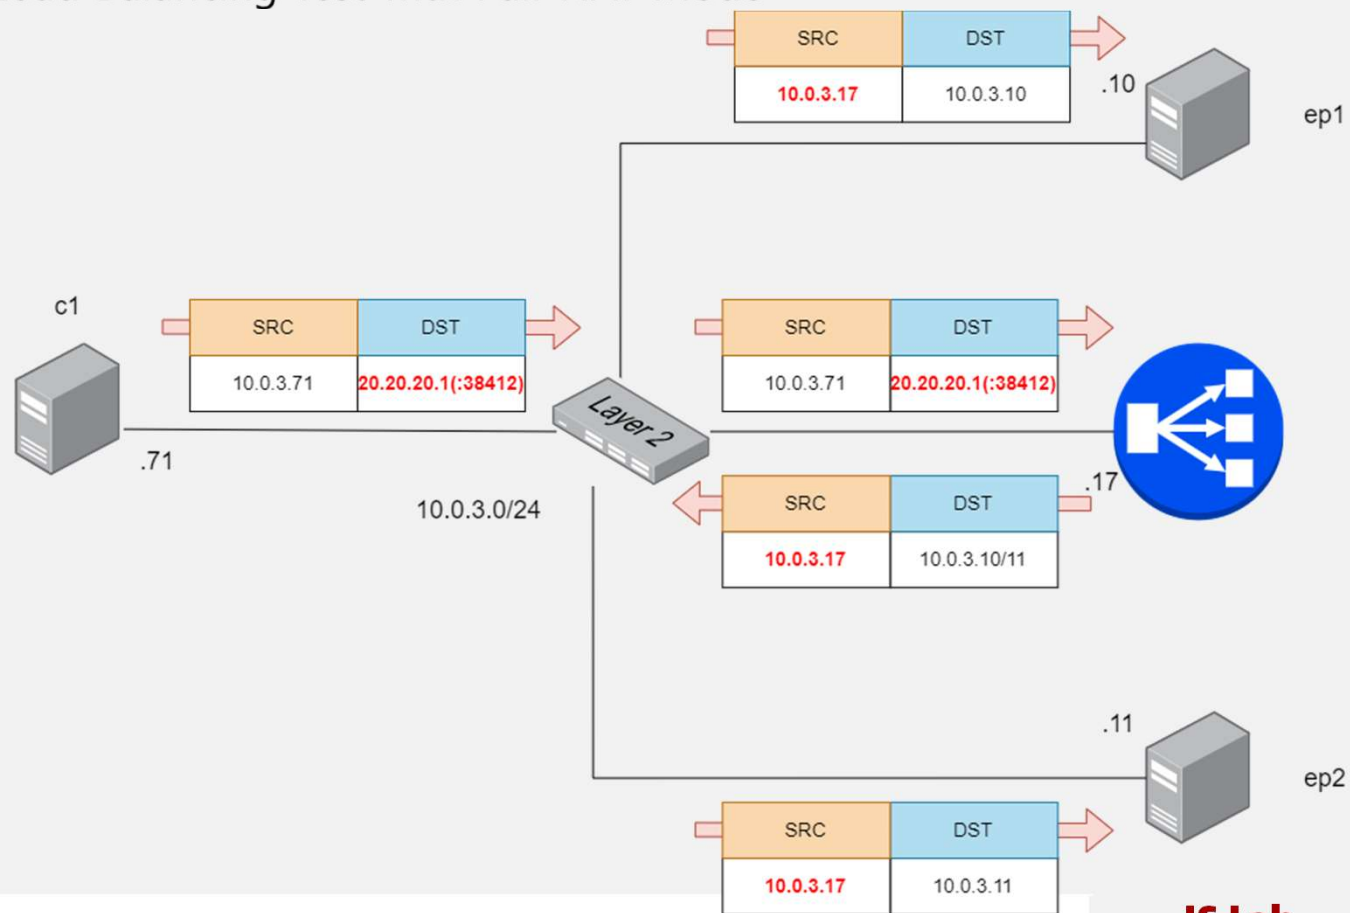 SRC DST
10.0.3.17 10.0.3.10
.10
ep1
c1
SRC DST
10.0.3.71 20.20.20.1(:38412)
SRC DST
10.0.3.71 20.20.20.1(:38412)
Layer 2
.71
.17
10.0.3.0/24
SRC DST
10.0.3.17 10.0.3.10/11
.11
ep2
SRC DST
10.0.3.17 10.0.3.11